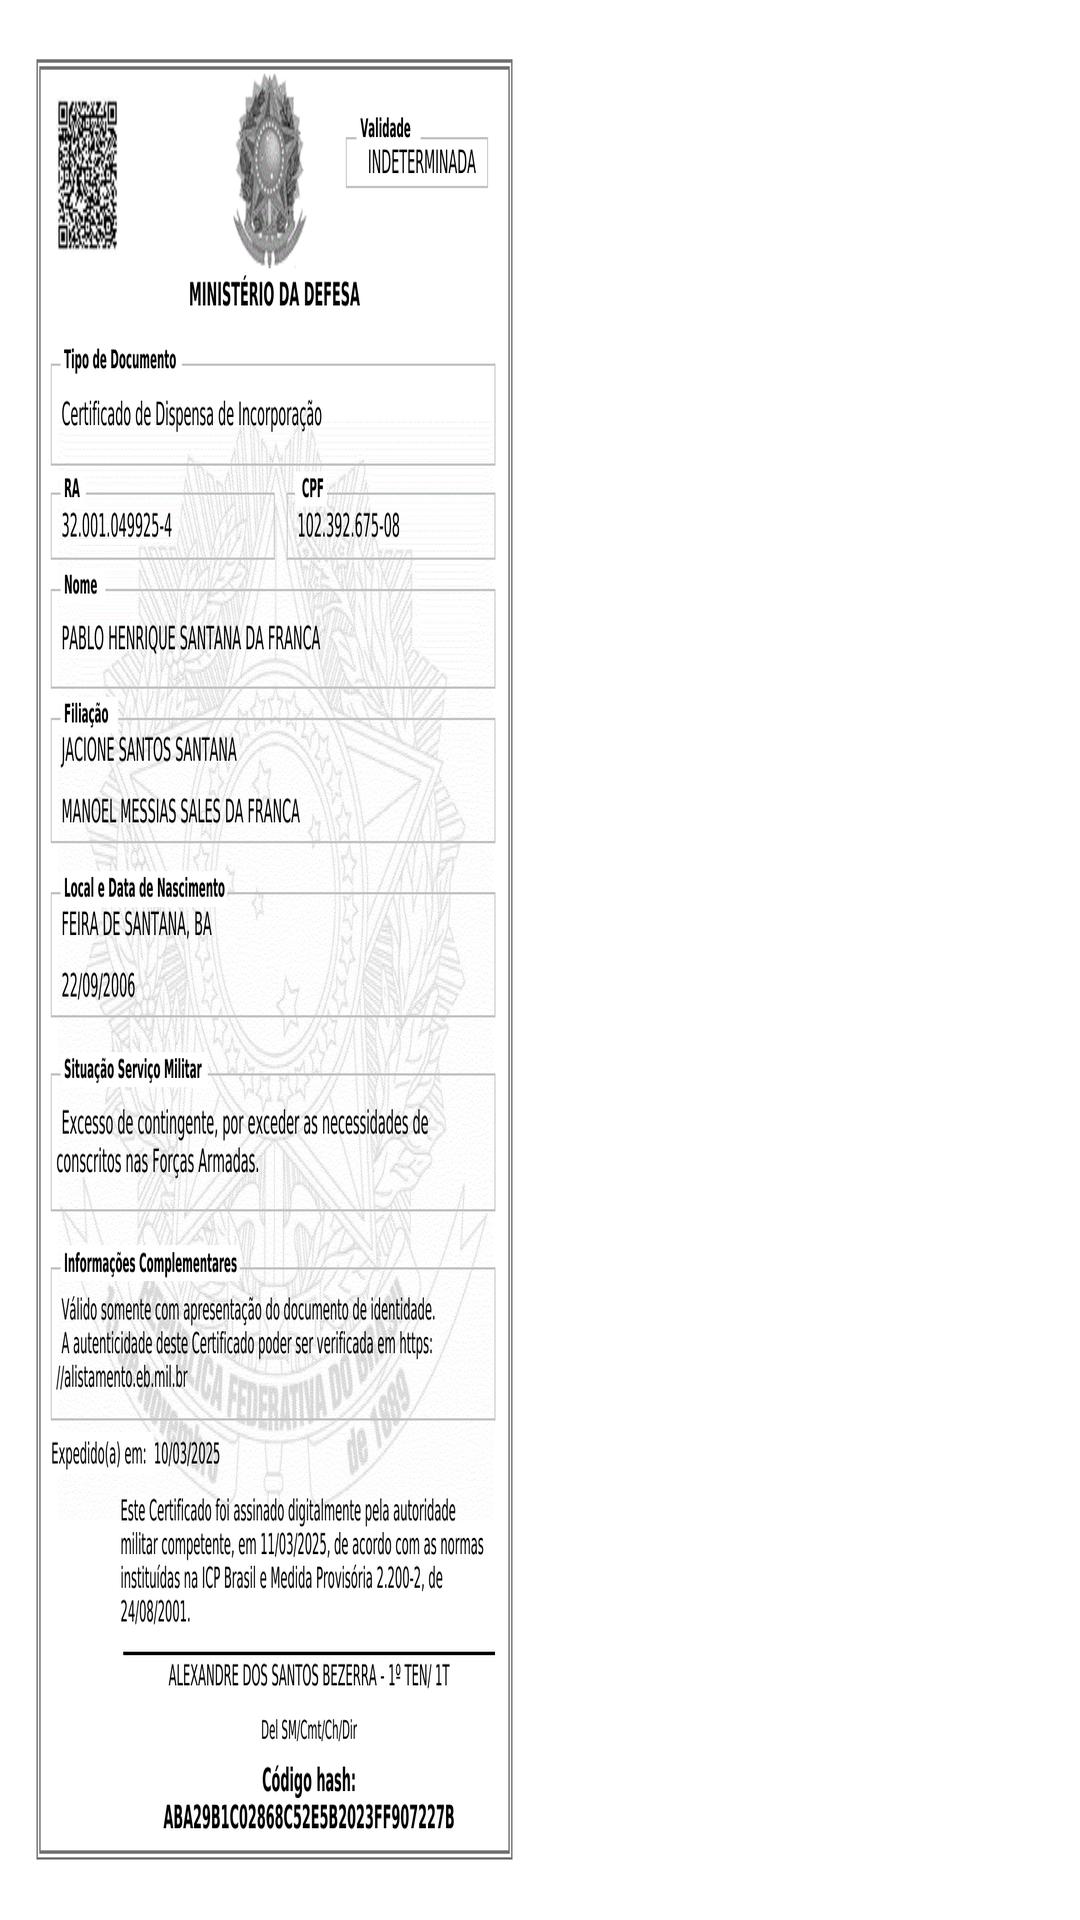 Validade
INDETERMINADA
MINISTÉRIO DA DEFESA
Tipo de Documento
Certificado de Dispensa de Incorporação
RA
32.001.049925-4
CPF
102.392.675-08
Nome
PABLO HENRIQUE SANTANA DA FRANCA
Filiação
JACIONE SANTOS SANTANA
MANOEL MESSIAS SALES DA FRANCA
Local e Data de Nascimento
FEIRA DE SANTANA, BA
22/09/2006
Situação Serviço Militar
Excesso de contingente, por exceder as necessidades de
conscritos nas Forças Armadas.
Informações Complementares
Válido somente com apresentação do documento de identidade.
A autenticidade deste Certificado poder ser verificada em https:
//alistamento.eb.mil.br
Expedido(a) em: 10/03/2025
Este Certificado foi assinado digitalmente pela autoridade
militar competente, em 11/03/2025, de acordo com as normas
instituídas na ICP Brasil e Medida Provisória 2.200-2, de
24/08/2001.
ALEXANDRE DOS SANTOS BEZERRA - 1º TEN/ 1T
Del SM/Cmt/Ch/Dir
Código hash:
ABA29B1C02868C52E5B2023FF907227B